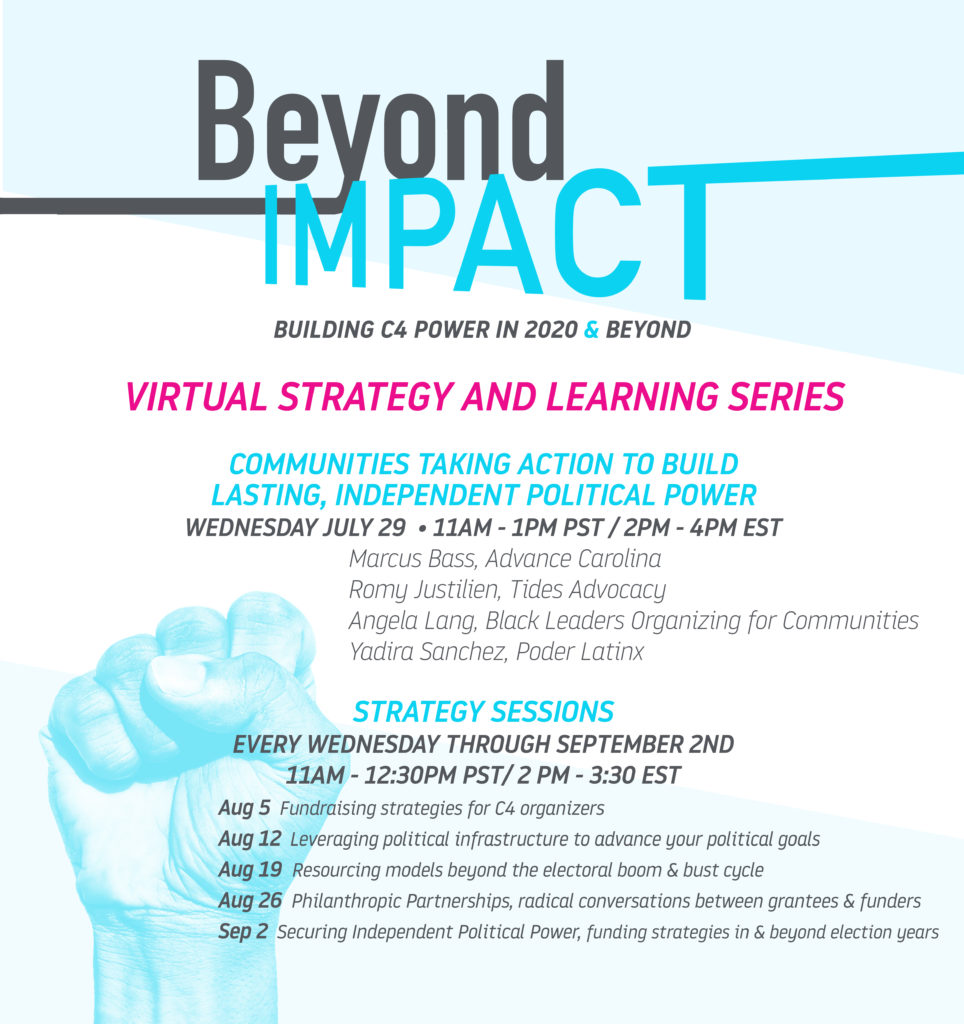 Beyond
IMPACT
BUILDING C4 POWER IN 2020 & BEYOND
VIRTUAL STRATEGY AND LEARNING SERIES
COMMUNITIES TAKING ACTION TO BUILD
LASTING, INDEPENDENT POLITICAL POWER
WEDNESDAY JULY 29 • 11AM - 1PM PST / 2PM - 4PM EST
Marcus Bass, Advance Carolina
Romy Justilien, Tides Advocacy
Angela Lang, Black Leaders Organizing for Communities
Yadira Sanchez, Poder Latinx
STRATEGY SESSIONS
EVERY WEDNESDAY THROUGH SEPTEMBER 2ND
11AM - 12:30PM PST/ 2 PM - 3:30 EST
Aug 5 Fundraising strategies for C4 organizers
Aug 12 Leveraging political infrastructure to advance your political goals
Aug 19 Resourcing models beyond the electoral boom & bust cycle
Aug 26 Philanthropic Partnerships, radical conversations between grantees & funders
Sep 2 Securing Independent Political Power, funding strategies in & beyond election years